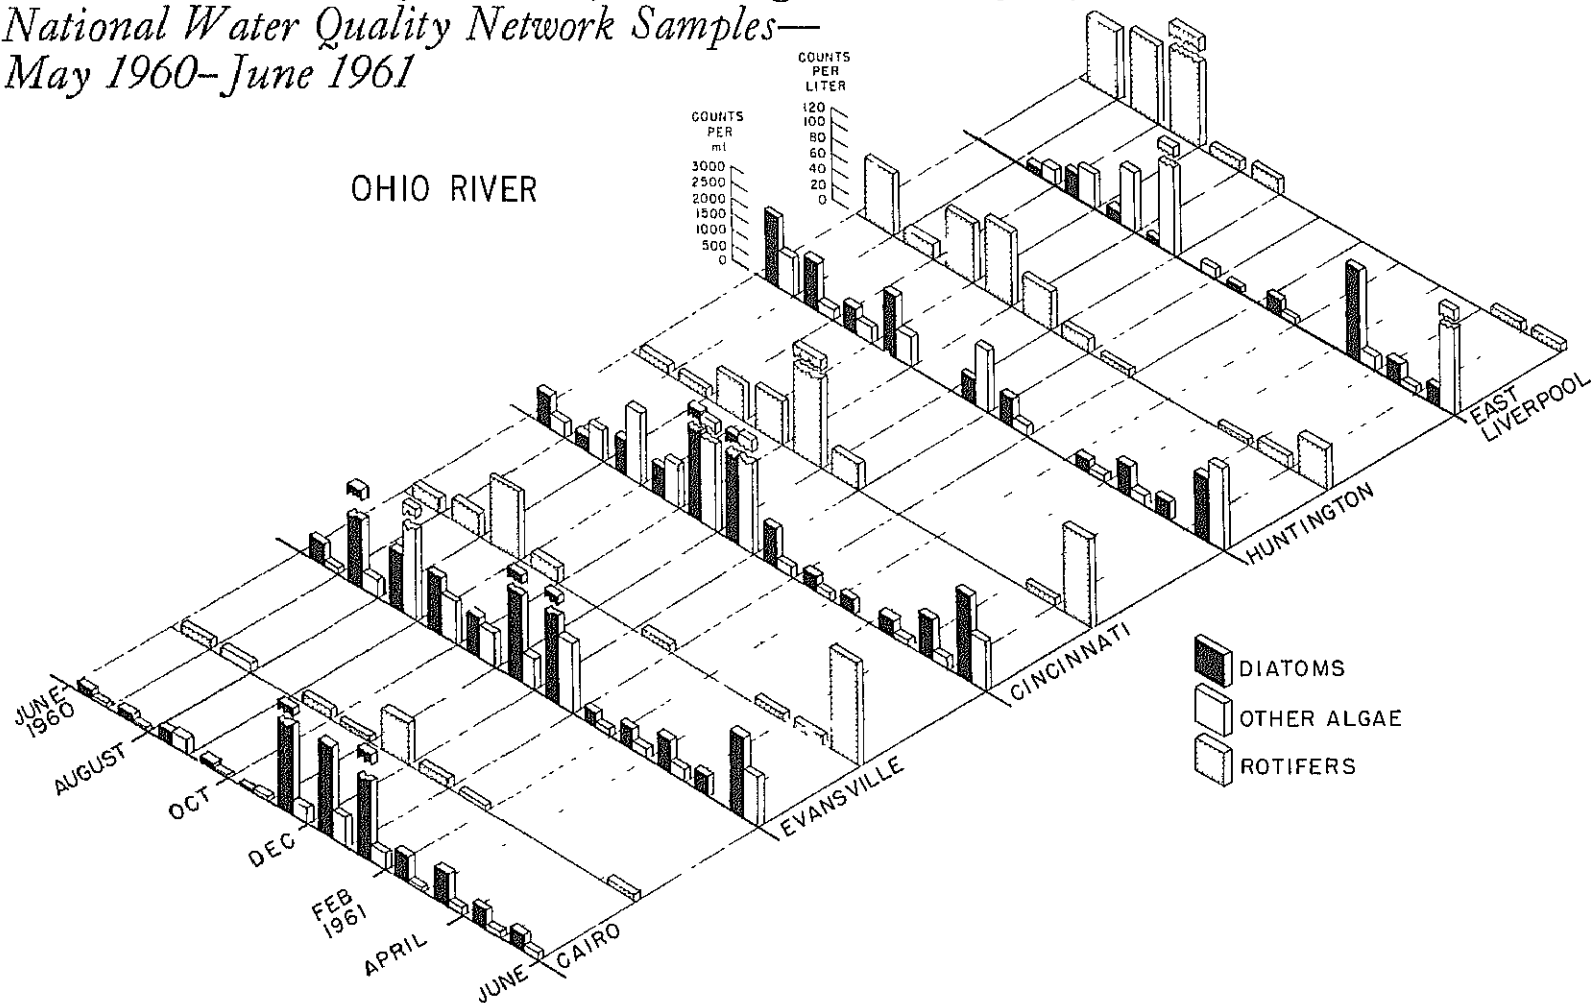 National Water Quality Network Samples—
May 1960–June 1961
OHIO RIVER
COUNTS
PER
ml
3000
2500
2000
1500
1000
500
0
COUNTS
PER
LITER
120
100
80
60
40
20
0
EAST
LIVERPOOL
HUNTINGTON
CINCINNATI
EVANSVILLE
CAIRO
JUNE
1960
AUGUST
OCT
DEC
FEB
1961
APRIL
JUNE
DIATOMS
OTHER ALGAE
ROTIFERS